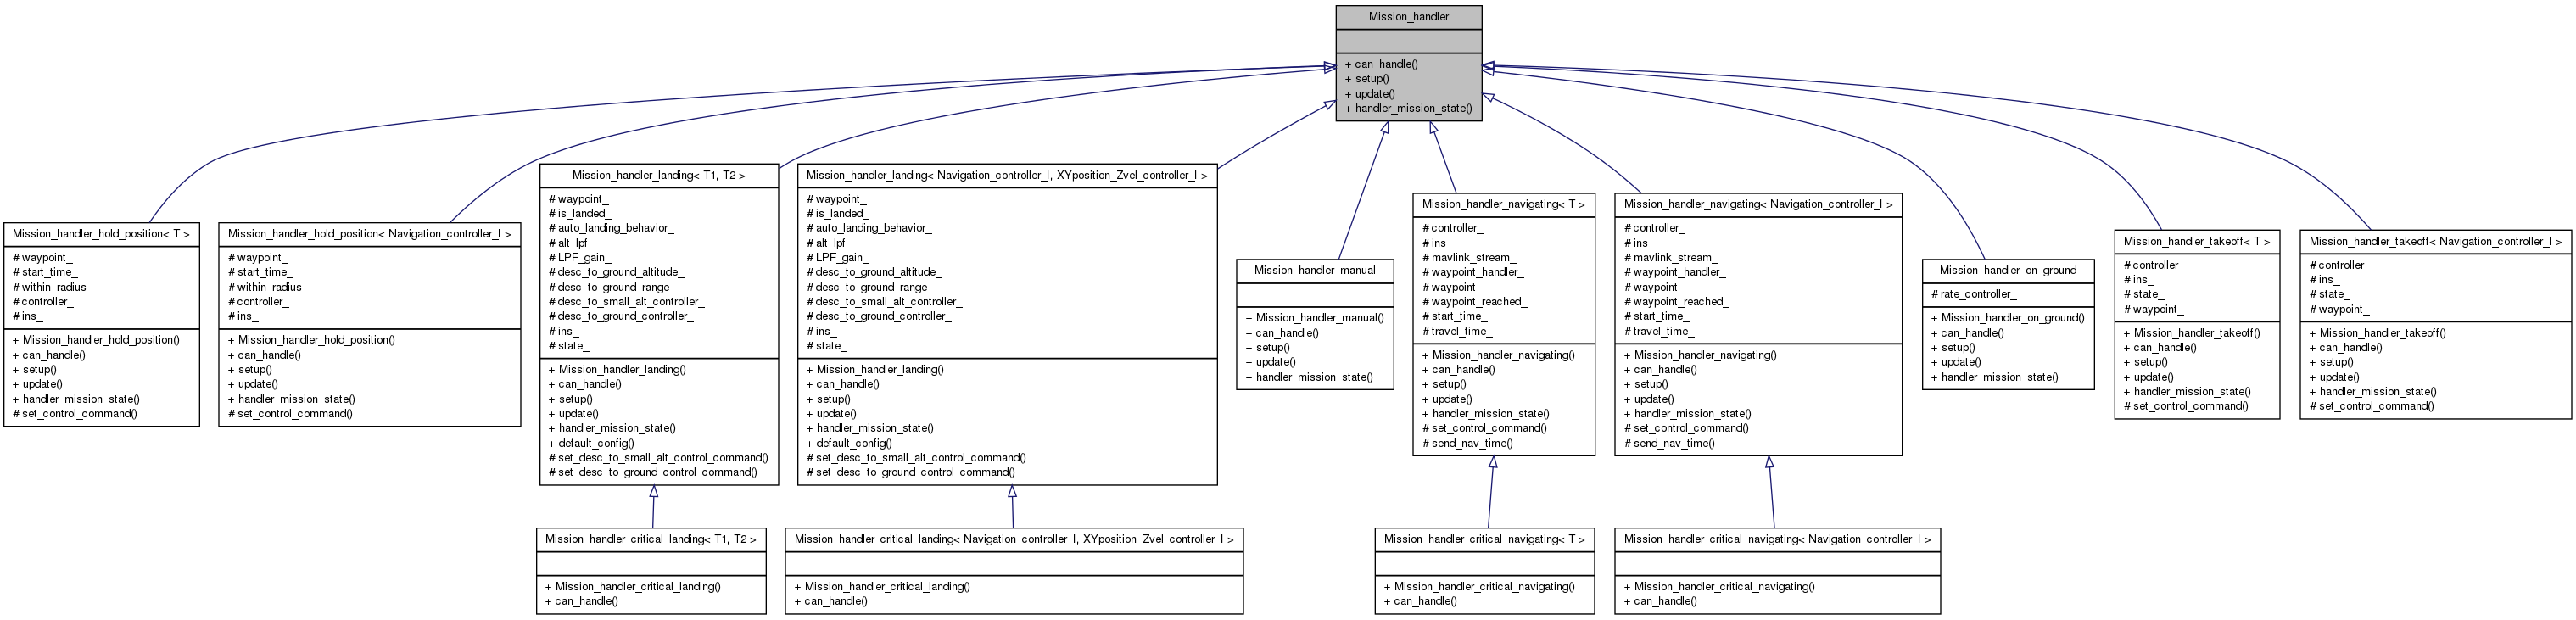 Mission_handler
+ can_handle()
+ setup()
+ update()
+ handler_mission_state()
Mission_handler_hold_position< T >
# waypoint_
# start_time_
# within_radius_
# controller_
# ins_
+ Mission_handler_hold_position()
+ can_handle()
+ setup()
+ update()
+ handler_mission_state()
# set_control_command()
Mission_handler_hold_position< Navigation_controller_I >
# waypoint_
# start_time_
# within_radius_
# controller_
# ins_
+ Mission_handler_hold_position()
+ can_handle()
+ setup()
+ update()
+ handler_mission_state()
# set_control_command()
Mission_handler_landing< T1, T2 >
# waypoint_
# is_landed_
# auto_landing_behavior_
# alt_lpf_
# LPF_gain_
# desc_to_ground_altitude_
# desc_to_ground_range_
# desc_to_small_alt_controller_
# desc_to_ground_controller_
# ins_
# state_
+ Mission_handler_landing()
+ can_handle()
+ setup()
+ update()
+ handler_mission_state()
+ default_config()
# set_desc_to_small_alt_control_command()
# set_desc_to_ground_control_command()
Mission_handler_landing< Navigation_controller_I, XYposition_Zvel_controller_I >
# waypoint_
# is_landed_
# auto_landing_behavior_
# alt_lpf_
# LPF_gain_
# desc_to_ground_altitude_
# desc_to_ground_range_
# desc_to_small_alt_controller_
# desc_to_ground_controller_
# ins_
# state_
+ Mission_handler_landing()
+ can_handle()
+ setup()
+ update()
+ handler_mission_state()
+ default_config()
# set_desc_to_small_alt_control_command()
# set_desc_to_ground_control_command()
Mission_handler_manual
+ Mission_handler_manual()
+ can_handle()
+ setup()
+ update()
+ handler_mission_state()
Mission_handler_navigating< T >
# controller_
# ins_
# mavlink_stream_
# waypoint_handler_
# waypoint_
# waypoint_reached_
# start_time_
# travel_time_
+ Mission_handler_navigating()
+ can_handle()
+ setup()
+ update()
+ handler_mission_state()
# set_control_command()
# send_nav_time()
Mission_handler_navigating< Navigation_controller_I >
# controller_
# ins_
# mavlink_stream_
# waypoint_handler_
# waypoint_
# waypoint_reached_
# start_time_
# travel_time_
+ Mission_handler_navigating()
+ can_handle()
+ setup()
+ update()
+ handler_mission_state()
# set_control_command()
# send_nav_time()
Mission_handler_on_ground
# rate_controller_
+ Mission_handler_on_ground()
+ can_handle()
+ setup()
+ update()
+ handler_mission_state()
Mission_handler_takeoff< T >
# controller_
# ins_
# state_
# waypoint_
+ Mission_handler_takeoff()
+ can_handle()
+ setup()
+ update()
+ handler_mission_state()
# set_control_command()
Mission_handler_takeoff< Navigation_controller_I >
# controller_
# ins_
# state_
# waypoint_
+ Mission_handler_takeoff()
+ can_handle()
+ setup()
+ update()
+ handler_mission_state()
# set_control_command()
Mission_handler_critical_landing< T1, T2 >
+ Mission_handler_critical_landing()
+ can_handle()
Mission_handler_critical_landing< Navigation_controller_I, XYposition_Zvel_controller_I >
+ Mission_handler_critical_landing()
+ can_handle()
Mission_handler_critical_navigating< T >
+ Mission_handler_critical_navigating()
+ can_handle()
Mission_handler_critical_navigating< Navigation_controller_I >
+ Mission_handler_critical_navigating()
+ can_handle()